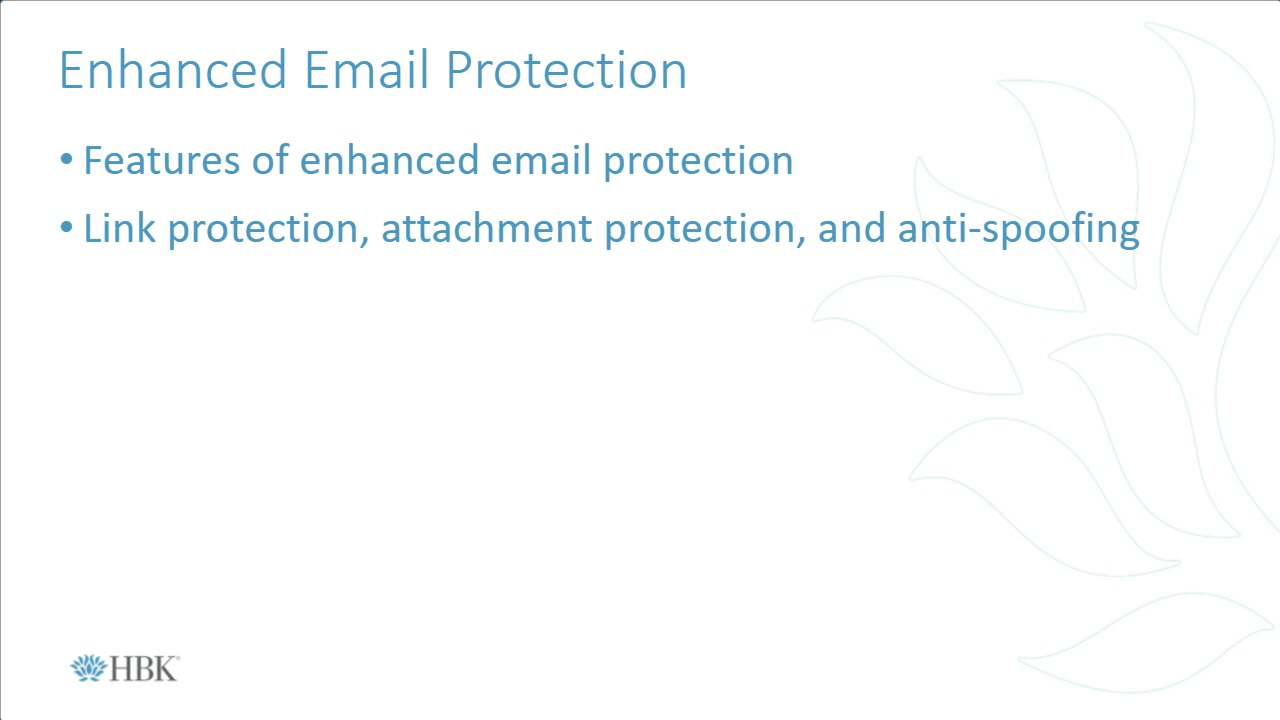 Enhanced Email Protection
• Features of enhanced email protection
• Link protection, attachment protection, and anti-spoofing
HBK